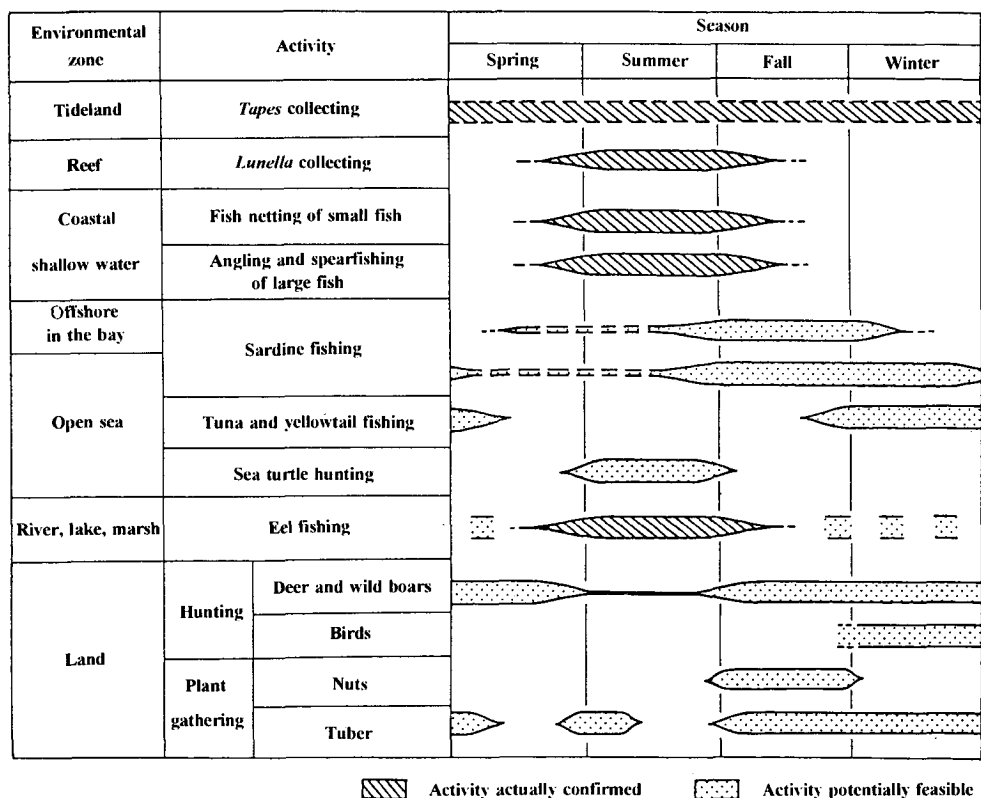 Environmental
zone
Activity
Season
Spring
Summer
Fall
Winter
Tideland
Tapes collecting
Reef
Lunella collecting
Coastal
shallow water
Fish netting of small fish
Angling and spearfishing
of large fish
Offshore
in the bay
Sardine fishing
Open sea
Tuna and yellowtail fishing
Sea turtle hunting
River, lake, marsh
Eel fishing
Land
Hunting
Deer and wild boars
Birds
Plant
gathering
Nuts
Tuber
Activity actually confirmed
Activity potentially feasible